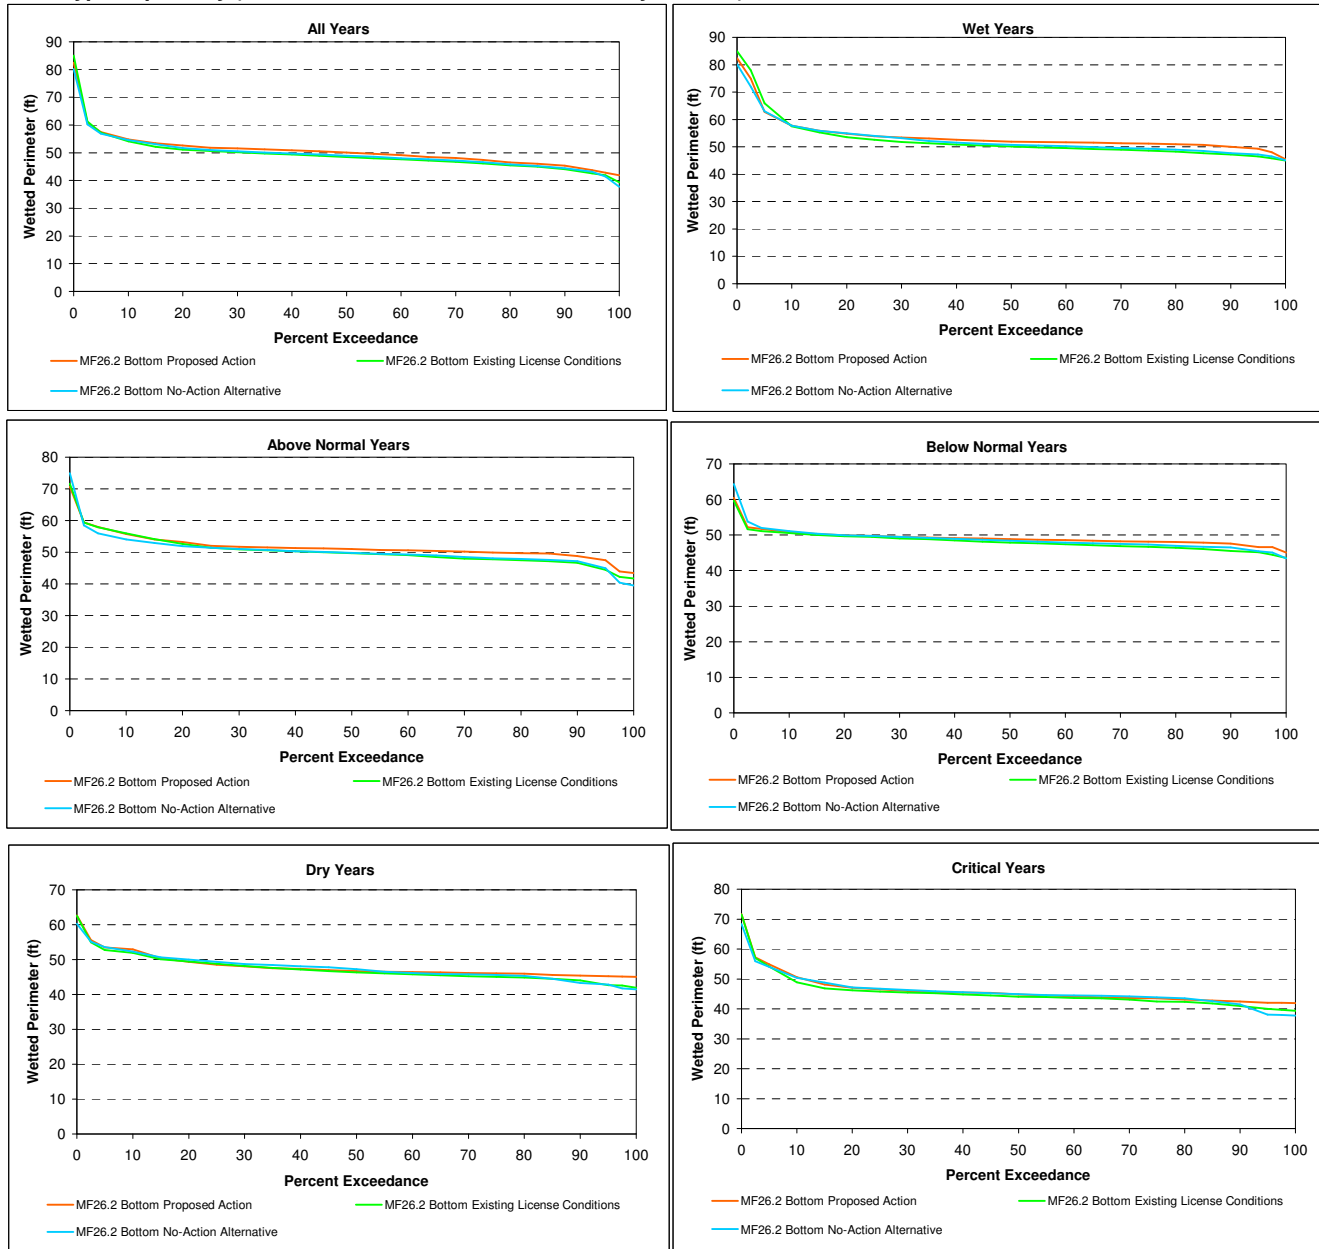 All Years
Wetted Perimeter (ft)
90
80
70
60
50
40
30
20
10
0
0 10 20 30 40 50 60 70 80 90 100
Percent Exceedance
MF26.2 Bottom Proposed Action MF26.2 Bottom Existing License Conditions
MF26.2 Bottom No-Action Alternative
Wet Years
Wetted Perimeter (ft)
90
80
70
60
50
40
30
20
10
0
0 10 20 30 40 50 60 70 80 90 100
Percent Exceedance
MF26.2 Bottom Proposed Action MF26.2 Bottom Existing License Conditions
MF26.2 Bottom No-Action Alternative
Above Normal Years
Wetted Perimeter (ft)
80
70
60
50
40
30
20
10
0
0 10 20 30 40 50 60 70 80 90 100
Percent Exceedance
MF26.2 Bottom Proposed Action MF26.2 Bottom Existing License Conditions
MF26.2 Bottom No-Action Alternative
Below Normal Years
Wetted Perimeter (ft)
70
60
50
40
30
20
10
0
0 10 20 30 40 50 60 70 80 90 100
Percent Exceedance
MF26.2 Bottom Proposed Action MF26.2 Bottom Existing License Conditions
MF26.2 Bottom No-Action Alternative
Dry Years
Wetted Perimeter (ft)
70
60
50
40
30
20
10
0
0 10 20 30 40 50 60 70 80 90 100
Percent Exceedance
MF26.2 Bottom Proposed Action MF26.2 Bottom Existing License Conditions
MF26.2 Bottom No-Action Alternative
Critical Years
Wetted Perimeter (ft)
80
70
60
50
40
30
20
10
0
0 10 20 30 40 50 60 70 80 90 100
Percent Exceedance
MF26.2 Bottom Proposed Action MF26.2 Bottom Existing License Conditions
MF26.2 Bottom No-Action Alternative